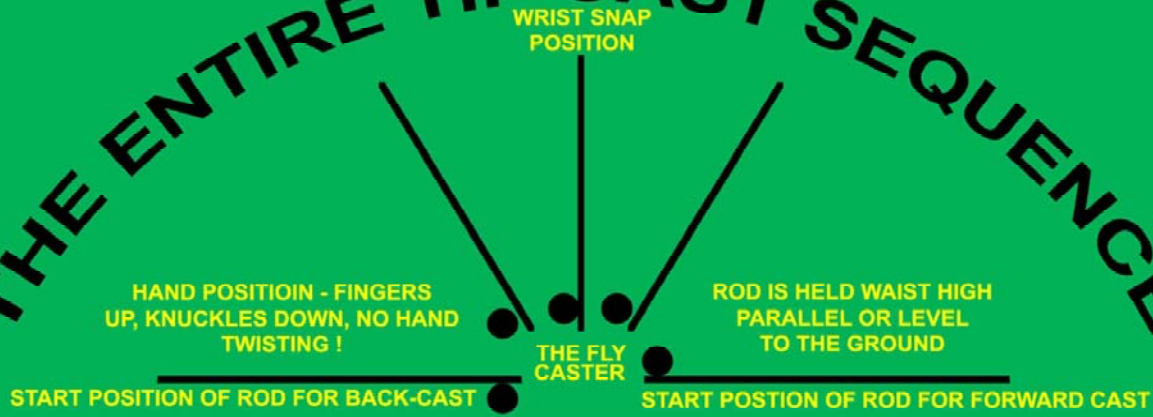 THE ENTIRE TIP CAST SEQUENCE
WRIST SNAP
POSITION
HAND POSITIOIN - FINGERS
UP, KNUCKLES DOWN, NO HAND
TWISTING !
ROD IS HELD WAIST HIGH
PARALLEL OR LEVEL
TO THE GROUND
THE FLY
CASTER
START POSITION OF ROD FOR BACK-CAST
START POSTION OF ROD FOR FORWARD CAST